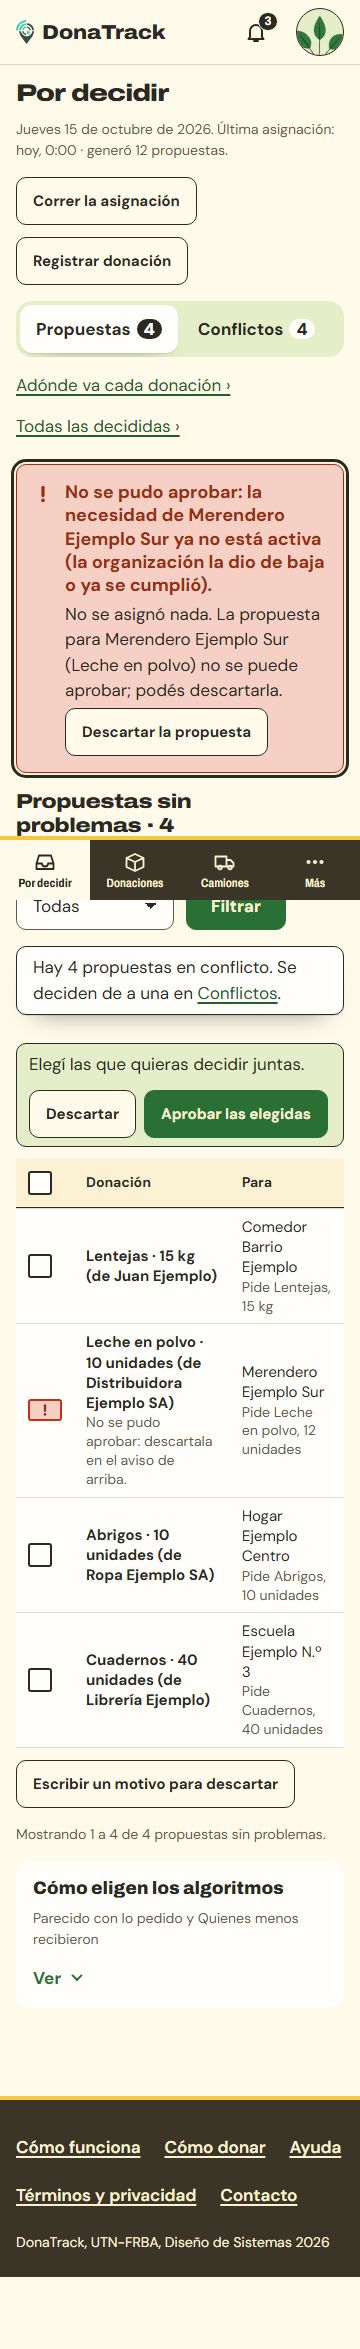 DonaTrack
3
Por decidir
Jueves 15 de octubre de 2026. Última asignación:
hoy, 0:00 · generó 12 propuestas.
Correr la asignación
Registrar donación
Propuestas 4
Conflictos 4
Adónde va cada donación ›
Todas las decididas ›
! No se pudo aprobar: la
necesidad de Merendero
Ejemplo Sur ya no está activa
(la organización la dio de baja
o ya se cumplió).
No se asignó nada. La propuesta
para Merendero Ejemplo Sur
(Leche en polvo) no se puede
aprobar; podés descartarla.
Descartar la propuesta
Propuestas sin
problemas · 4
Por decidir
Donaciones
Camiones
Más
Todas
Filtrar
Hay 4 propuestas en conflicto. Se
deciden de a una en Conflictos.
Elegí las que quieras decidir juntas.
Descartar
Aprobar las elegidas
Donación
Para
Lentejas · 15 kg
(de Juan Ejemplo)
Comedor
Barrio
Ejemplo
Pide Lentejas,
15 kg
!
Leche en polvo ·
10 unidades (de
Distribuidora
Ejemplo SA)
No se pudo
aprobar: descartala
en el aviso de
arriba.
Merendero
Ejemplo Sur
Pide Leche
en polvo, 12
unidades
Abrigos · 10
unidades (de
Ropa Ejemplo SA)
Hogar
Ejemplo
Centro
Pide Abrigos,
10 unidades
Cuadernos · 40
unidades (de
Librería Ejemplo)
Escuela
Ejemplo N.º
3
Pide
Cuadernos,
40 unidades
Escribir un motivo para descartar
Mostrando 1 a 4 de 4 propuestas sin problemas.
Cómo eligen los algoritmos
Parecido con lo pedido y Quienes menos
recibieron
Ver
Cómo funciona
Cómo donar
Ayuda
Términos y privacidad
Contacto
DonaTrack, UTN-FRBA, Diseño de Sistemas 2026